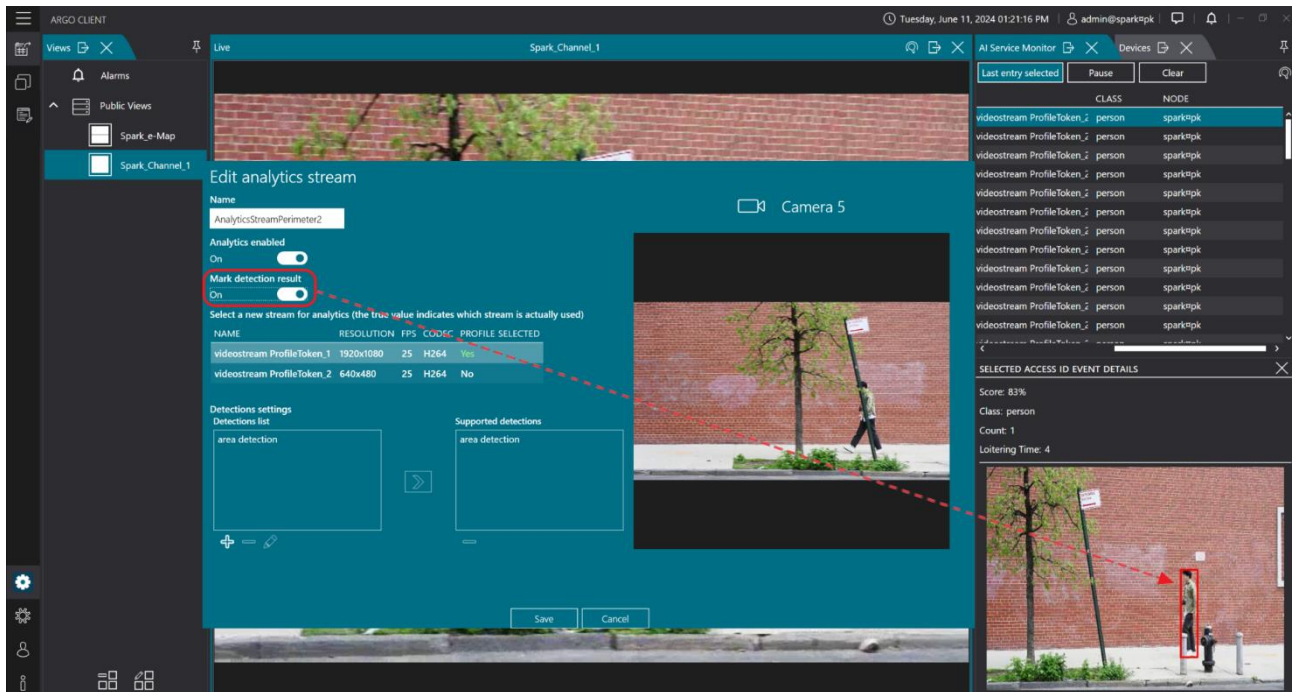 ARGO CLIENT
Tuesday, June 11, 2024 01:21:16 PM
admin@spark¤pk
Views
Alarms
Public Views
Spark_e-Map
Spark_Channel_1
Live
Spark_Channel_1
Edit analytics stream
Name
AnalyticsStreamPerimeter2
Analytics enabled
On
Mark detection result
On
Select a new stream for analytics (the true value indicates which stream is actually used)
NAME RESOLUTION FPS CODEC PROFILE SELECTED
videostream ProfileToken_1 1920x1080 25 H264 Yes
videostream ProfileToken_2 640x480 25 H264 No
Detections settings
Detections list
area detection
Supported detections
area detection
Camera 5
Save
Cancel
AI Service Monitor
Devices
Last entry selected
Pause
Clear
CLASS NODE
videostream ProfileToken_2 person spark¤pk
videostream ProfileToken_2 person spark¤pk
videostream ProfileToken_2 person spark¤pk
videostream ProfileToken_2 person spark¤pk
videostream ProfileToken_2 person spark¤pk
videostream ProfileToken_2 person spark¤pk
videostream ProfileToken_2 person spark¤pk
videostream ProfileToken_2 person spark¤pk
videostream ProfileToken_2 person spark¤pk
videostream ProfileToken_2 person spark¤pk
videostream ProfileToken_2 person spark¤pk
videostream ProfileToken_2 person spark¤pk
SELECTED ACCESS ID EVENT DETAILS
Score: 83%
Class: person
Count: 1
Loitering Time: 4